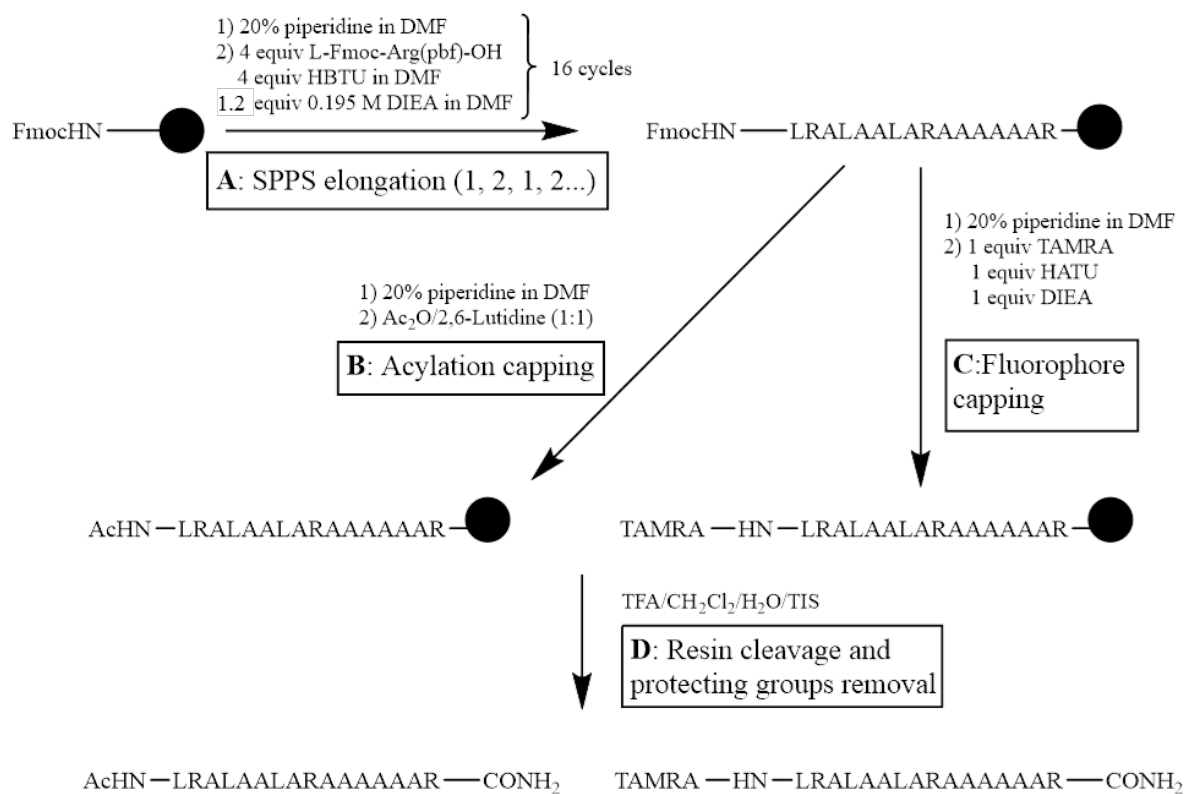 1) 20% piperidine in DMF
2) 4 equiv L-Fmoc-Arg(pbf)-OH
4 equiv HBTU in DMF
1.2 equiv 0.195 M DIEA in DMF
16 cycles
FmocHN
A: SPPS elongation (1, 2, 1, 2...)
FmocHN — LRALAALARAAAAAAR
1) 20% piperidine in DMF
2) Ac₂O/2,6-Lutidine (1:1)
B: Acylation capping
1) 20% piperidine in DMF
2) 1 equiv TAMRA
1 equiv HATU
1 equiv DIEA
C:Fluorophore
capping
AcHN — LRALAALARAAAAAAR
TAMRA — HN — LRALAALARAAAAAAR
TFA/CH₂Cl₂/H₂O/TIS
D: Resin cleavage and
protecting groups removal
AcHN — LRALAALARAAAAAAR — CONH₂
TAMRA — HN — LRALAALARAAAAAAR — CONH₂